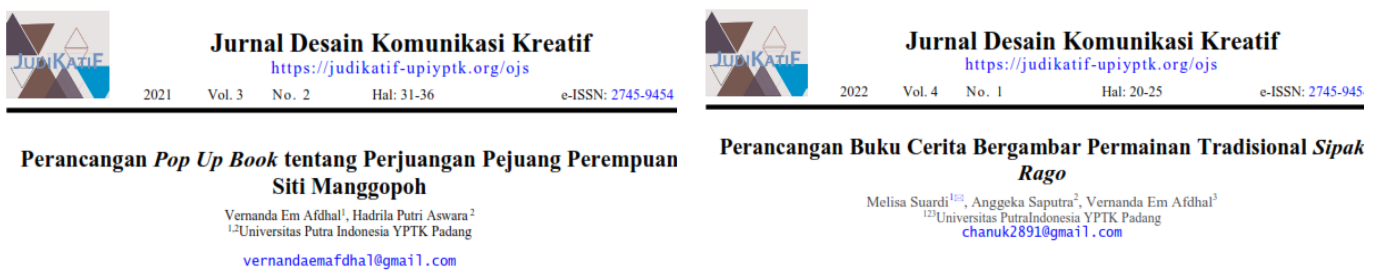 JUDIKATIF
Jurnal Desain Komunikasi Kreatif
https://judikatif-upiyptk.org/ojs
2021 Vol. 3 No. 2 Hal: 31-36 e-ISSN: 2745-9454
Perancangan Pop Up Book tentang Perjuangan Pejuang Perempuan
Siti Manggopoh
Vernanda Em Afdhal1, Hadrila Putri Aswara 2
1,2Universitas Putra Indonesia YPTK Padang
vernandaemafdhal@gmail.com
JUDIKATIF
Jurnal Desain Komunikasi Kreatif
https://judikatif-upiyptk.org/ojs
2022 Vol. 4 No. 1 Hal: 20-25 e-ISSN: 2745-945
Perancangan Buku Cerita Bergambar Permainan Tradisional Sipak
Rago
Melisa Suardi1✉, Anggeka Saputra2, Vernanda Em Afdhal3
123Universitas PutraIndonesia YPTK Padang
chanuk2891@gmail.com